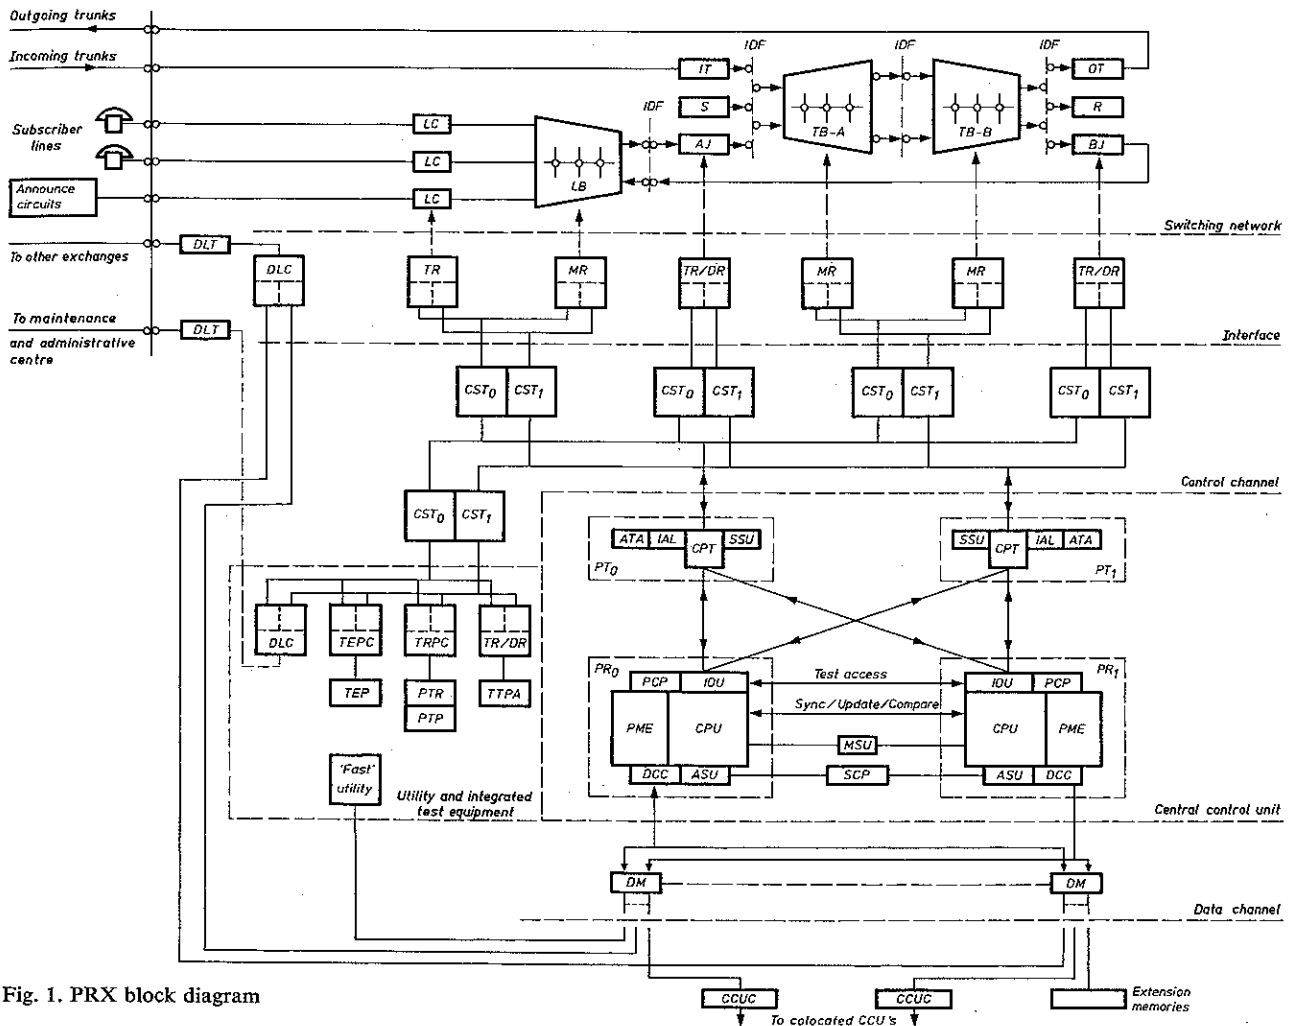 Outgoing trunks
Incoming trunks
IDF
IDF
IDF
IT
OT
S
TB-A
TB-B
R
IDF
AJ
BJ
Subscriber
lines
LC
LC
LB
Announce
circuits
LC
Switching network
To other exchanges
DLT
DLC
TR
MR
TR/DR
MR
MR
TR/DR
To maintenance
and administrative
centre
DLT
Interface
CST0
CST1
CST0
CST1
CST0
CST1
CST0
CST1
Control channel
CST0
CST1
ATA
IAL
CPT
SSU
PT0
SSU
CPT
IAL
ATA
PT1
DLC
TEPC
TRPC
TR/DR
TEP
PTR
PTP
TTPA
PR0
PCP
IOU
Test access
IOU
PCP
PR1
PME
CPU
Sync/Update/Compare
CPU
PME
MSU
DCC
ASU
SCP
ASU
DCC
'Fast'
utility
Utility and integrated
test equipment
Central control unit
DM
DM
Data channel
Fig. 1. PRX block diagram
CCUC
CCUC
Extension
memories
To colocated CCU's